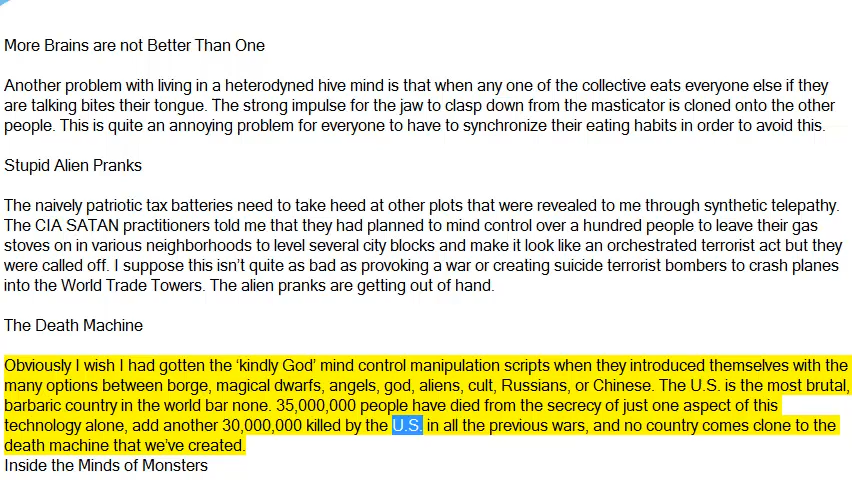 More Brains are not Better Than One
Another problem with living in a heterodyned hive mind is that when any one of the collective eats everyone else if they
are talking bites their tongue. The strong impulse for the jaw to clasp down from the masticator is cloned onto the other
people. This is quite an annoying problem for everyone to have to synchronize their eating habits in order to avoid this.
Stupid Alien Pranks
The naively patriotic tax batteries need to take heed at other plots that were revealed to me through synthetic telepathy.
The CIA SATAN practitioners told me that they had planned to mind control over a hundred people to leave their gas
stoves on in various neighborhoods to level several city blocks and make it look like an orchestrated terrorist act but they
were called off. I suppose this isn’t quite as bad as provoking a war or creating suicide terrorist bombers to crash planes
into the World Trade Towers. The alien pranks are getting out of hand.
The Death Machine
Obviously I wish I had gotten the ‘kindly God’ mind control manipulation scripts when they introduced themselves with the
many options between borge, magical dwarfs, angels, god, aliens, cult, Russians, or Chinese. The U.S. is the most brutal,
barbaric country in the world bar none. 35,000,000 people have died from the secrecy of just one aspect of this
technology alone, add another 30,000,000 killed by the U.S. in all the previous wars, and no country comes clone to the
death machine that we’ve created.
Inside the Minds of Monsters